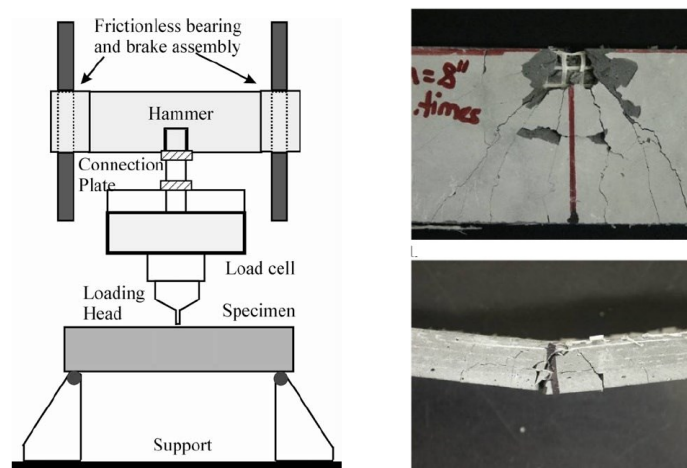 Frictionless bearing
and brake assembly
Hammer
Connection
Plate
Load cell
Loading
Head
Specimen
Support
=8"
times